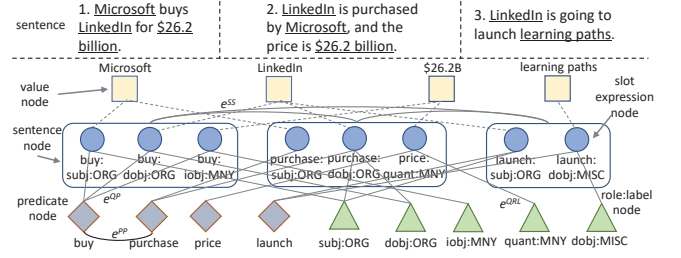 sentence
1. Microsoft buys
LinkedIn for $26.2
billion.
2. LinkedIn is purchased
by Microsoft, and the
price is $26.2 billion.
3. LinkedIn is going to
launch learning paths.
value
node
Microsoft
LinkedIn
$26.2B
learning paths
slot
expression
node
e^SS
sentence
node
buy:
subj:ORG
buy:
dobj:ORG
buy:
iobj:MNY
purchase:
subj:ORG
purchase:
dobj:ORG
price:
quant:MNY
launch:
subj:ORG
launch:
dobj:MISC
predicate
node
e^QP
e^QRL
role:label
node
e^PP
buy
purchase
price
launch
subj:ORG
dobj:ORG
iobj:MNY
quant:MNY
dobj:MISC